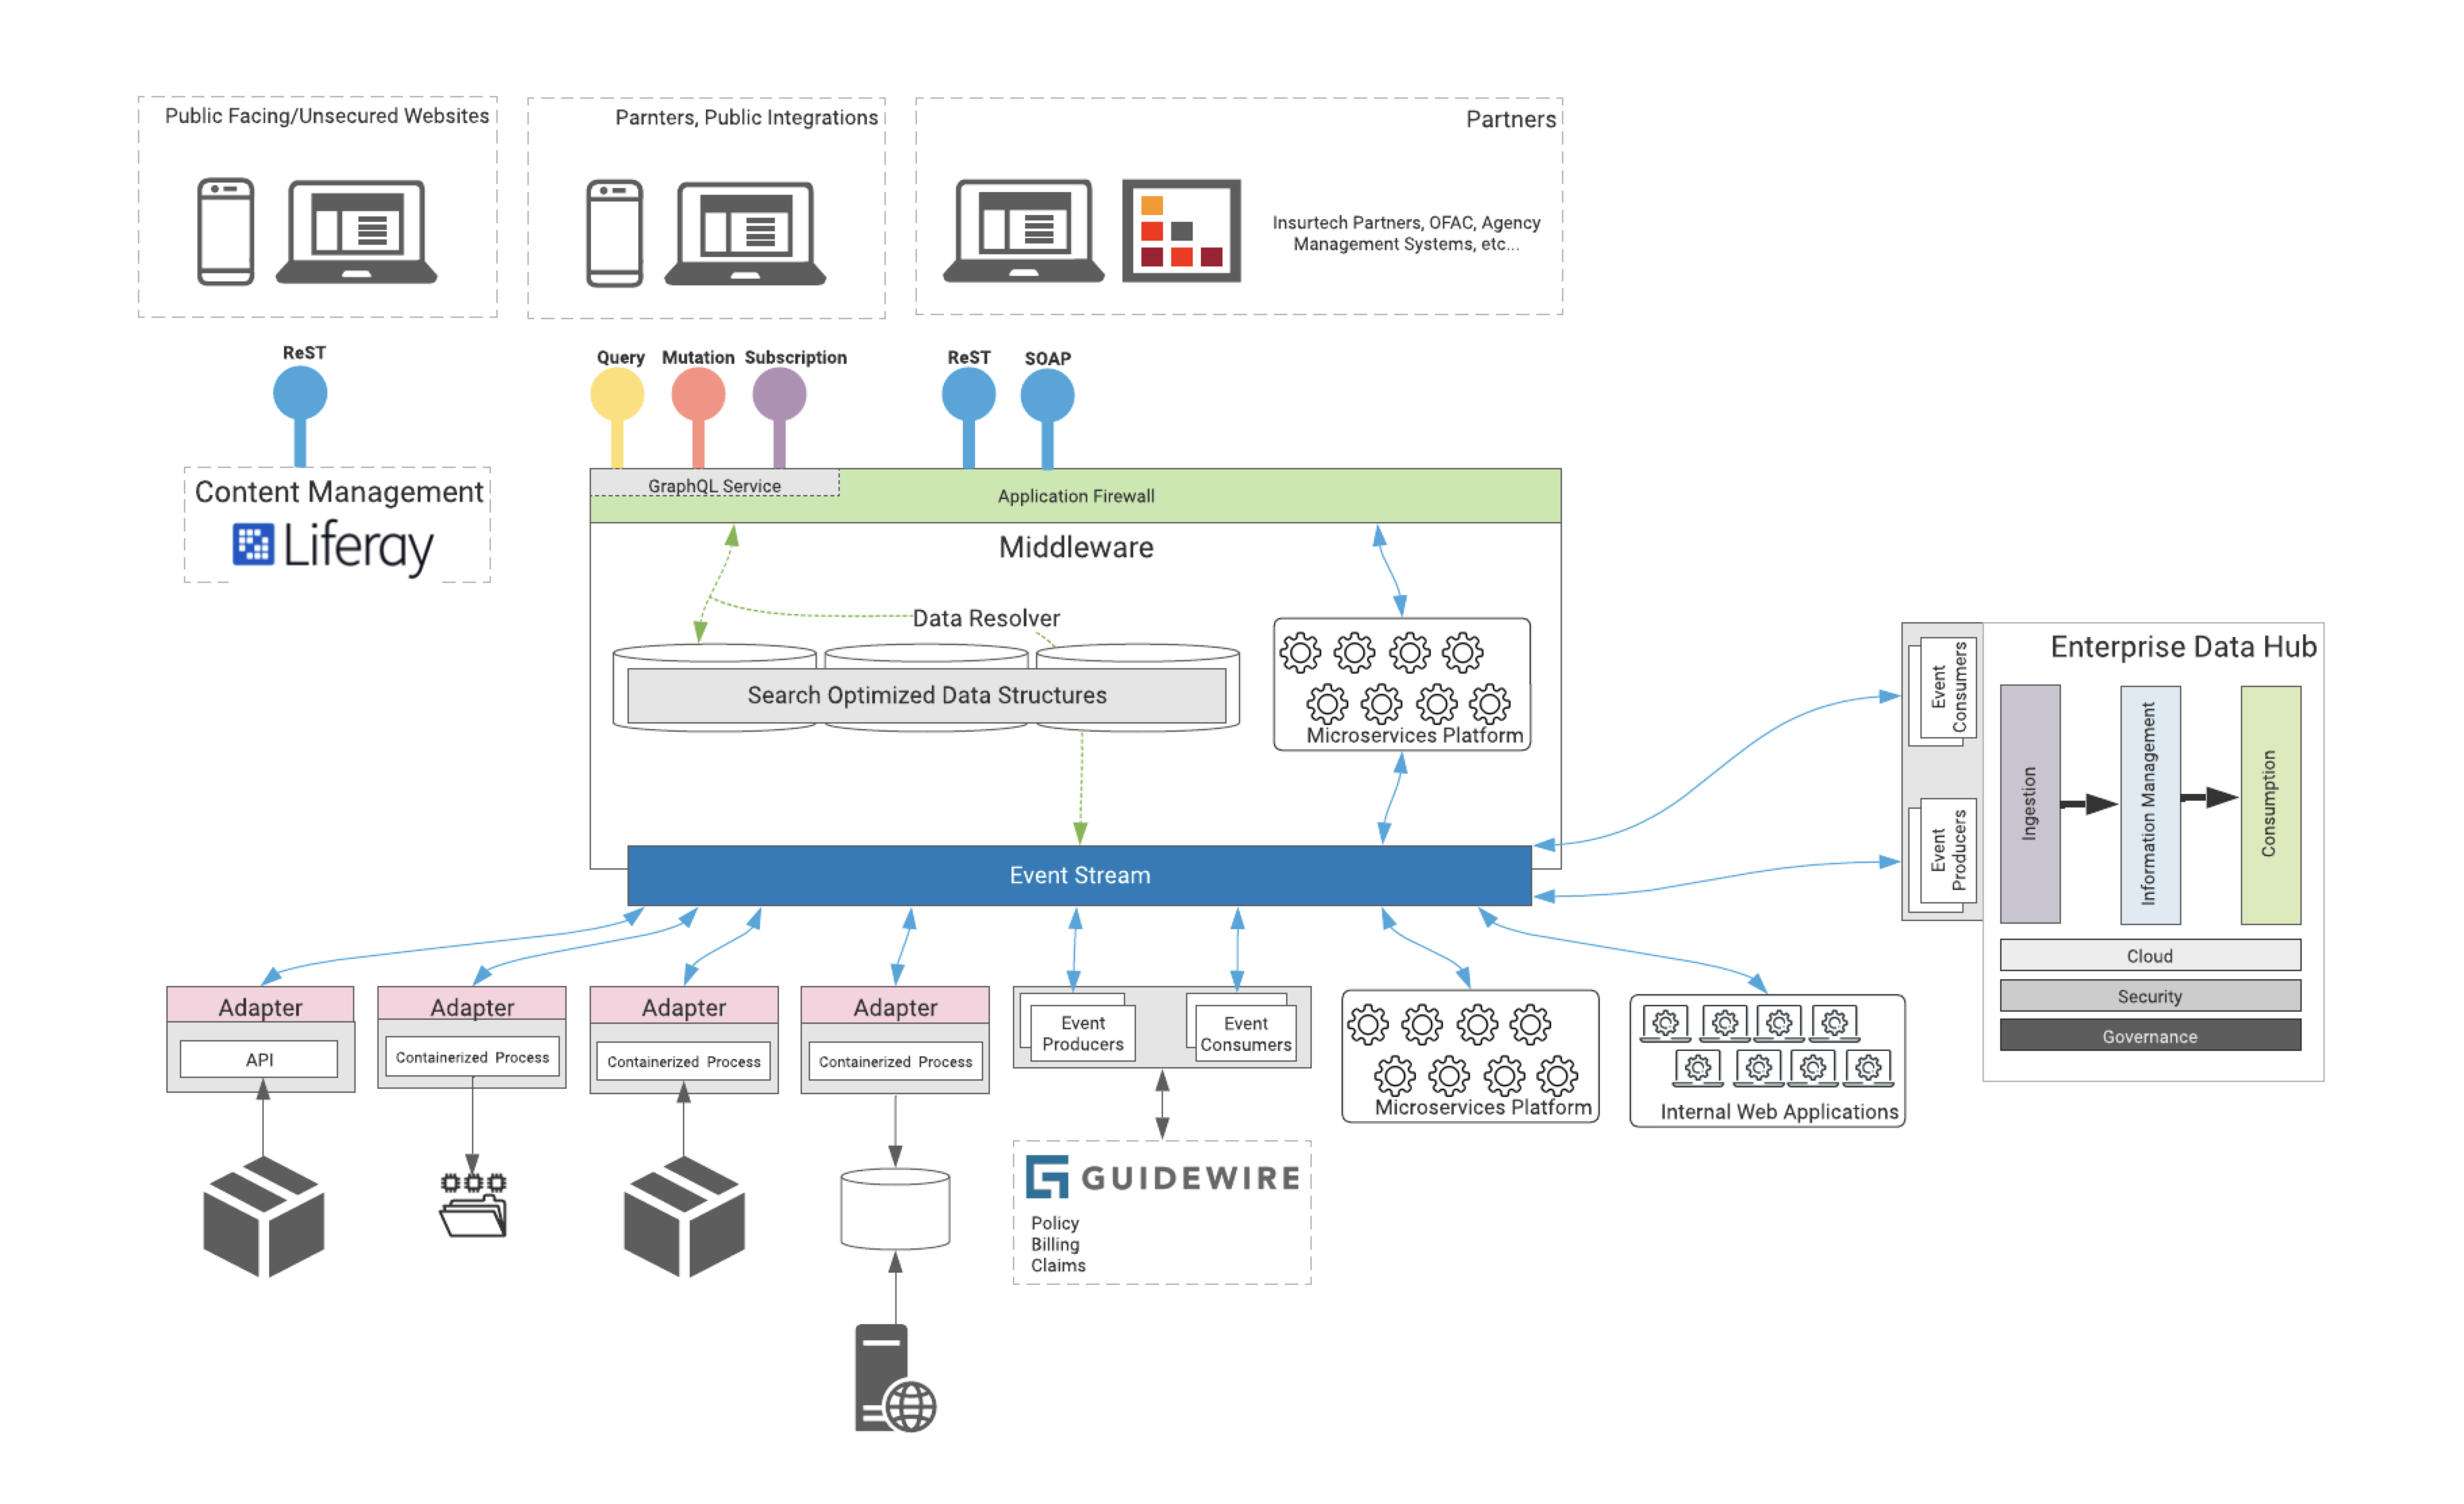 Public Facing/Unsecured Websites
Parnters, Public Integrations
Partners
Insurtech Partners, OFAC, Agency
Management Systems, etc...
ReST
Query
Mutation
Subscription
ReST
SOAP
Content Management
Liferay
GraphQL Service
Application Firewall
Middleware
Data Resolver
Search Optimized Data Structures
Microservices Platform
Event Stream
Event
Consumers
Event
Producers
Enterprise Data Hub
Ingestion
Information Management
Consumption
Cloud
Security
Governance
Adapter
API
Adapter
Containerized Process
Adapter
Containerized Process
Adapter
Containerized Process
Event
Producers
Event
Consumers
GUIDEWIRE
Policy
Billing
Claims
Microservices Platform
Internal Web Applications